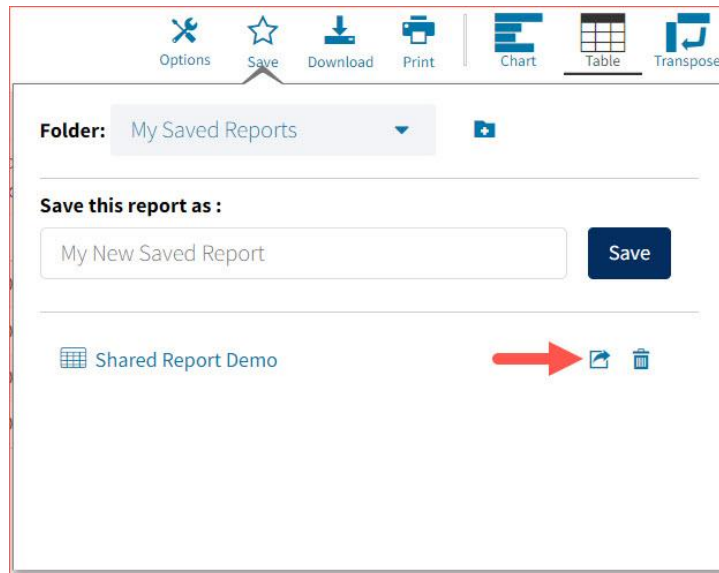 Options Save Download Print Chart Table Transpose
Folder: My Saved Reports
Save this report as :
My New Saved Report Save
Shared Report Demo